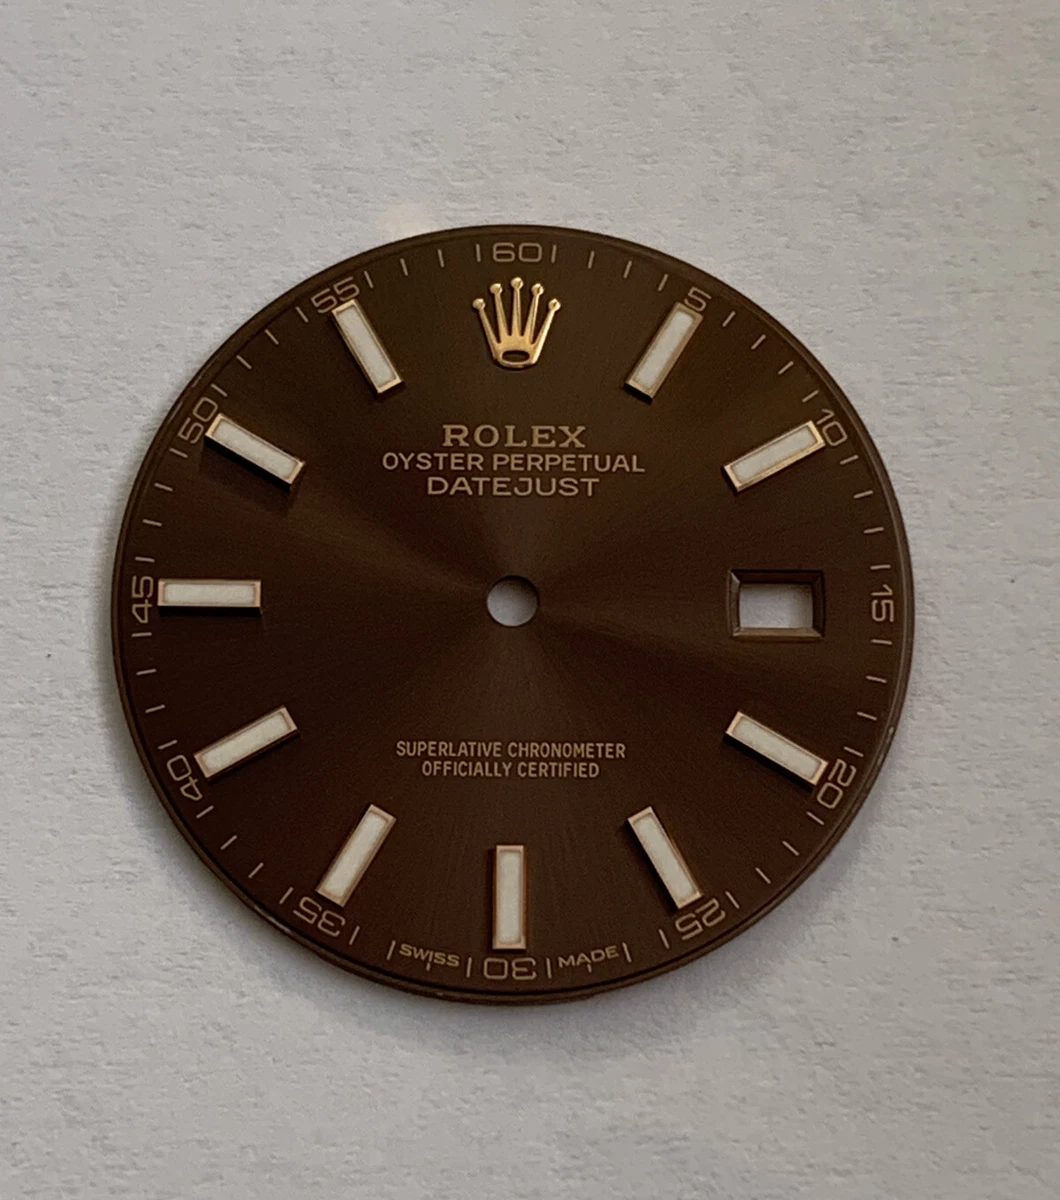 60
5
10
15
20
25
30
35
40
45
50
55
ROLEX
OYSTER PERPETUAL
DATEJUST
SUPERLATIVE CHRONOMETER
OFFICIALLY CERTIFIED
SWISS MADE